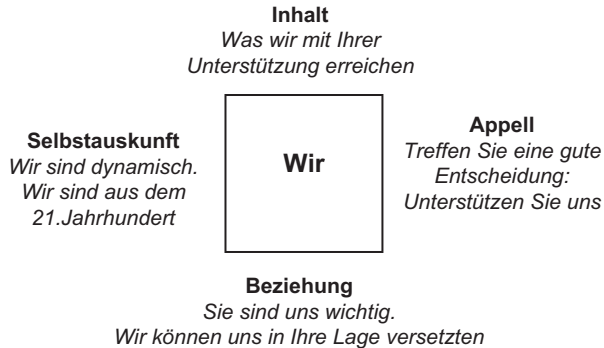 Inhalt
Was wir mit Ihrer
Unterstützung erreichen
Selbstauskunft
Wir sind dynamisch.
Wir sind aus dem
21.Jahrhundert
Wir
Appell
Treffen Sie eine gute
Entscheidung:
Unterstützen Sie uns
Beziehung
Sie sind uns wichtig.
Wir können uns in Ihre Lage versetzten